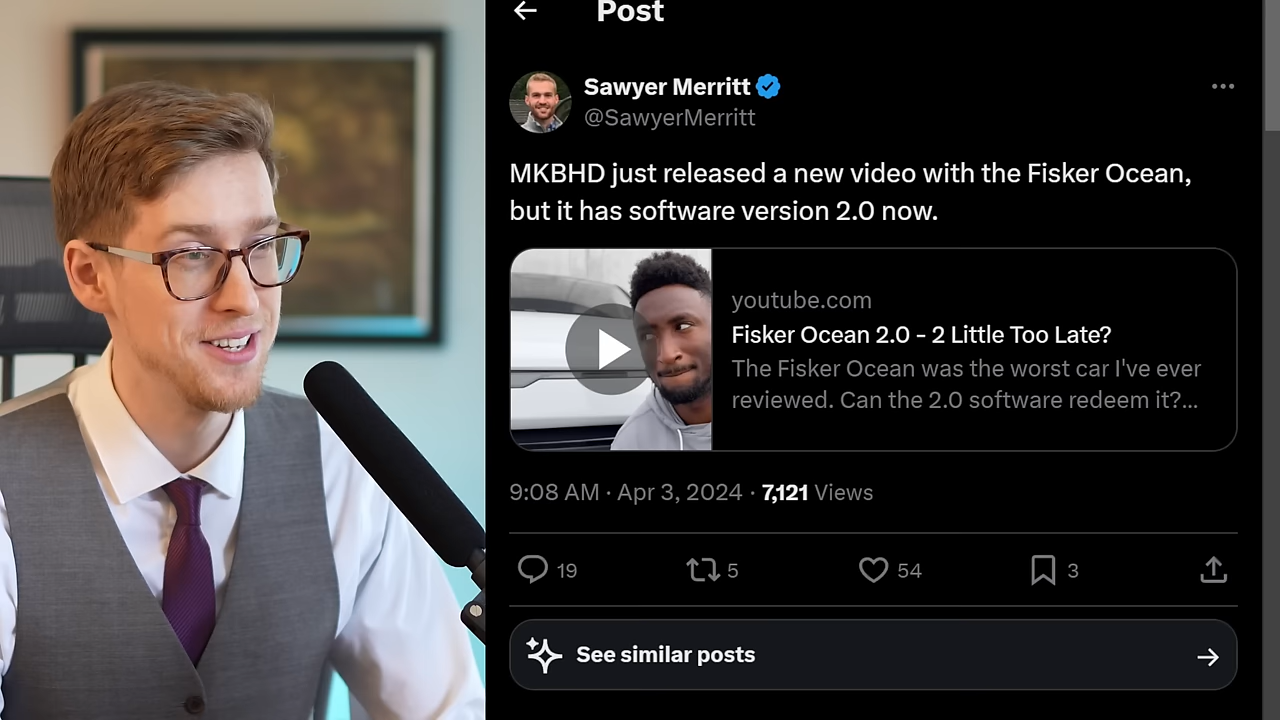 Post
Sawyer Merritt
@SawyerMerritt
MKBHD just released a new video with the Fisker Ocean,
but it has software version 2.0 now.
youtube.com
Fisker Ocean 2.0 - 2 Little Too Late?
The Fisker Ocean was the worst car I've ever
reviewed. Can the 2.0 software redeem it?...
9:08 AM · Apr 3, 2024 · 7,121 Views
19 5 54 3
See similar posts